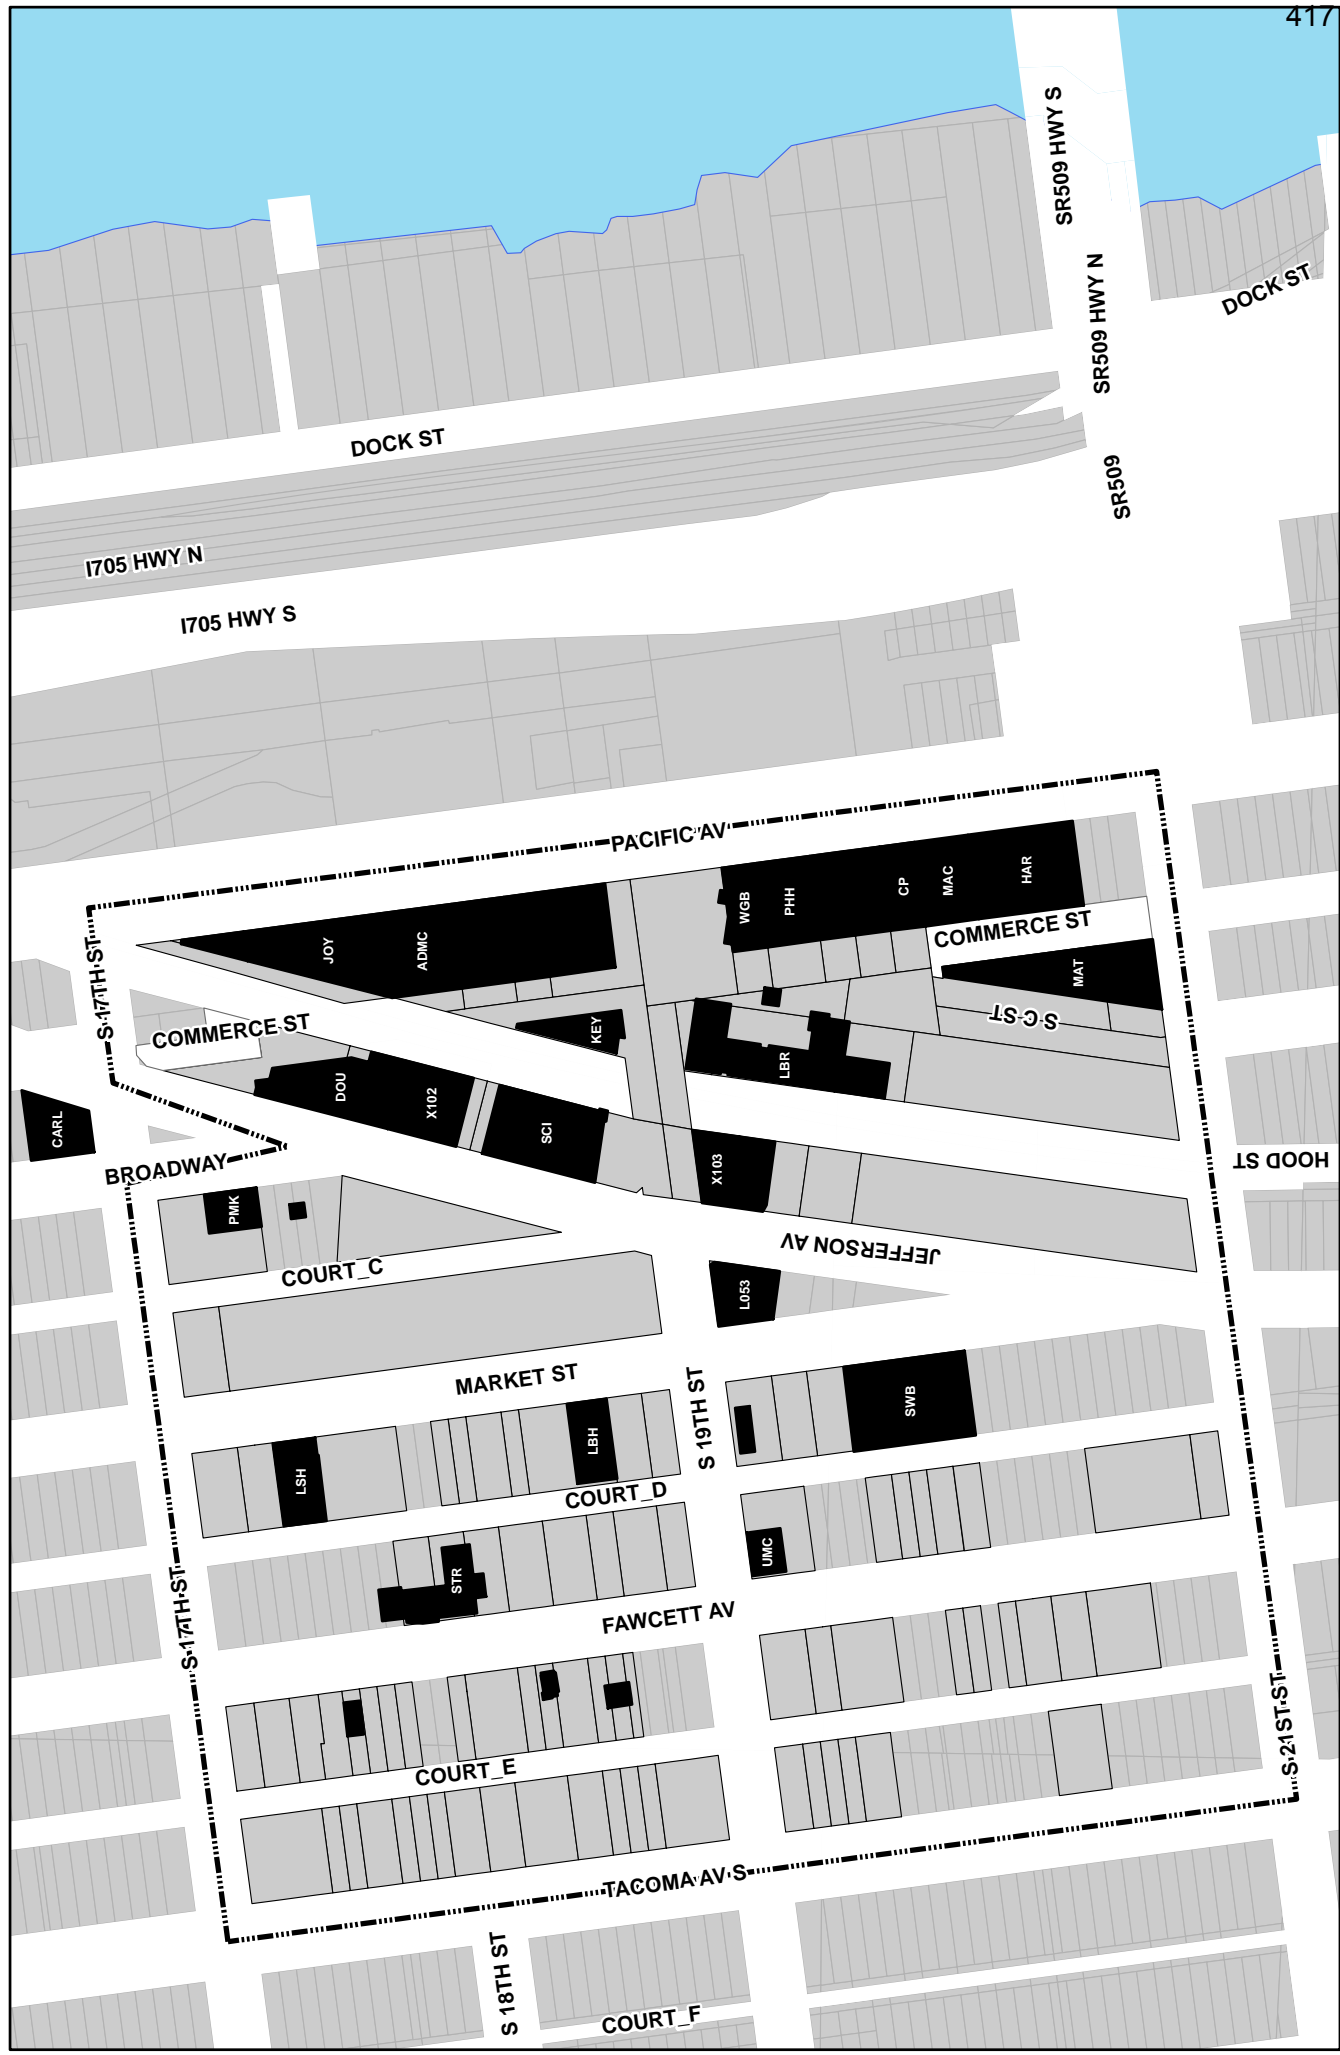 417
SR509 HWY S
SR509 HWY N
DOCK ST
DOCK ST
SR509
I705 HWY N
I705 HWY S
PACIFIC AV
WGB
PHH
CP
MAC
HAR
JOY
ADMC
COMMERCE ST
S 17TH ST
MAT
S C ST
COMMERCE ST
KEY
LBR
DOU
X102
SCI
CARL
BROADWAY
X103
HOOD ST
PMK
COURT_C
JEFFERSON AV
L053
MARKET ST
S 19TH ST
SWB
LSH
LBH
COURT_D
UMC
STR
FAWCETT AV
S 17TH ST
S 21ST ST
COURT_E
TACOMA AV S
S 18TH ST
COURT_F